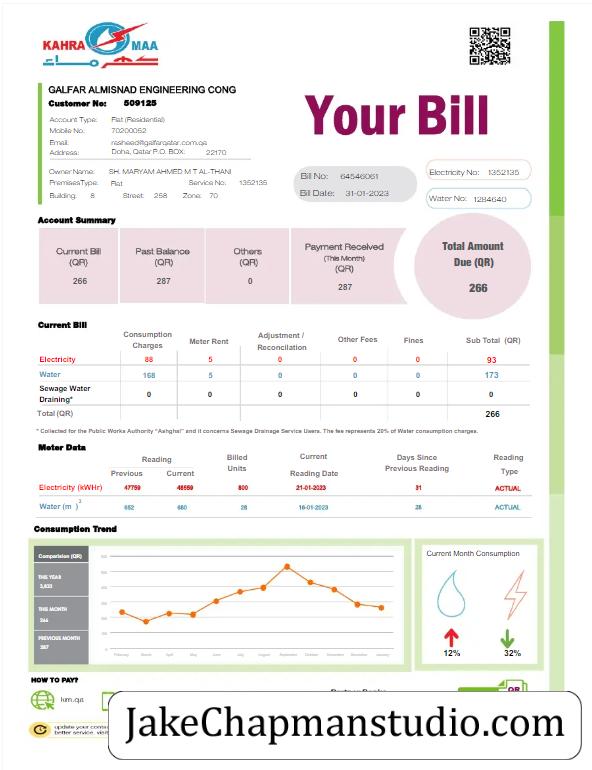 KAHRA MAA
GALFAR ALMISNAD ENGINEERING CONG
Customer No: 509125
Account Type: Flat (Residential)
Mobile No. 70200052
Email: rasheed@galfarqatar.com.qa
Address: Doha, Qatar P.O. BOX: 22170
Owner Name: SH. MARYAM AHMED M T AL-THANI
PremisesType: Flat Service No: 1352135
Building: 8 Street: 258 Zone: 70
Your Bill
Bill No: 64546061
Bill Date: 31-01-2023
Electricity No: 1352135
Water No: 1284640
Account Summary
Current Bill (QR) 266
Past Balance (QR) 287
Others (QR) 0
Payment Received (This Month) (QR) 287
Total Amount Due (QR) 266
Current Bill
Consumption Charges Meter Rent Adjustment / Reconcilation Other Fees Fines Sub Total (QR)
Electricity 88 5 0 0 0 93
Water 168 5 0 0 0 173
Sewage Water Draining* 0 0 0 0 0 0
Total (QR) 266
* Collected for the Public Works Authority "Ashghal" and it concerns Sewage Drainage Service Users. The fee represents 20% of Water consumption charges.
Meter Data
Reading Billed Units Current Reading Date Days Since Previous Reading Reading Type
Previous Current
Electricity (kWHr) 47759 48559 800 21-01-2023 31 ACTUAL
Water (m3) 652 680 28 18-01-2023 28 ACTUAL
Consumption Trend
Comparision (QR)
THIS YEAR
3,833
THIS MONTH
266
PREVIOUS MONTH
287
February March April May June July August September October November December January
Current Month Consumtion
12% 32%
HOW TO PAY?
km.qa
QR
update your conta
better service, visit
JakeChapmanstudio.com